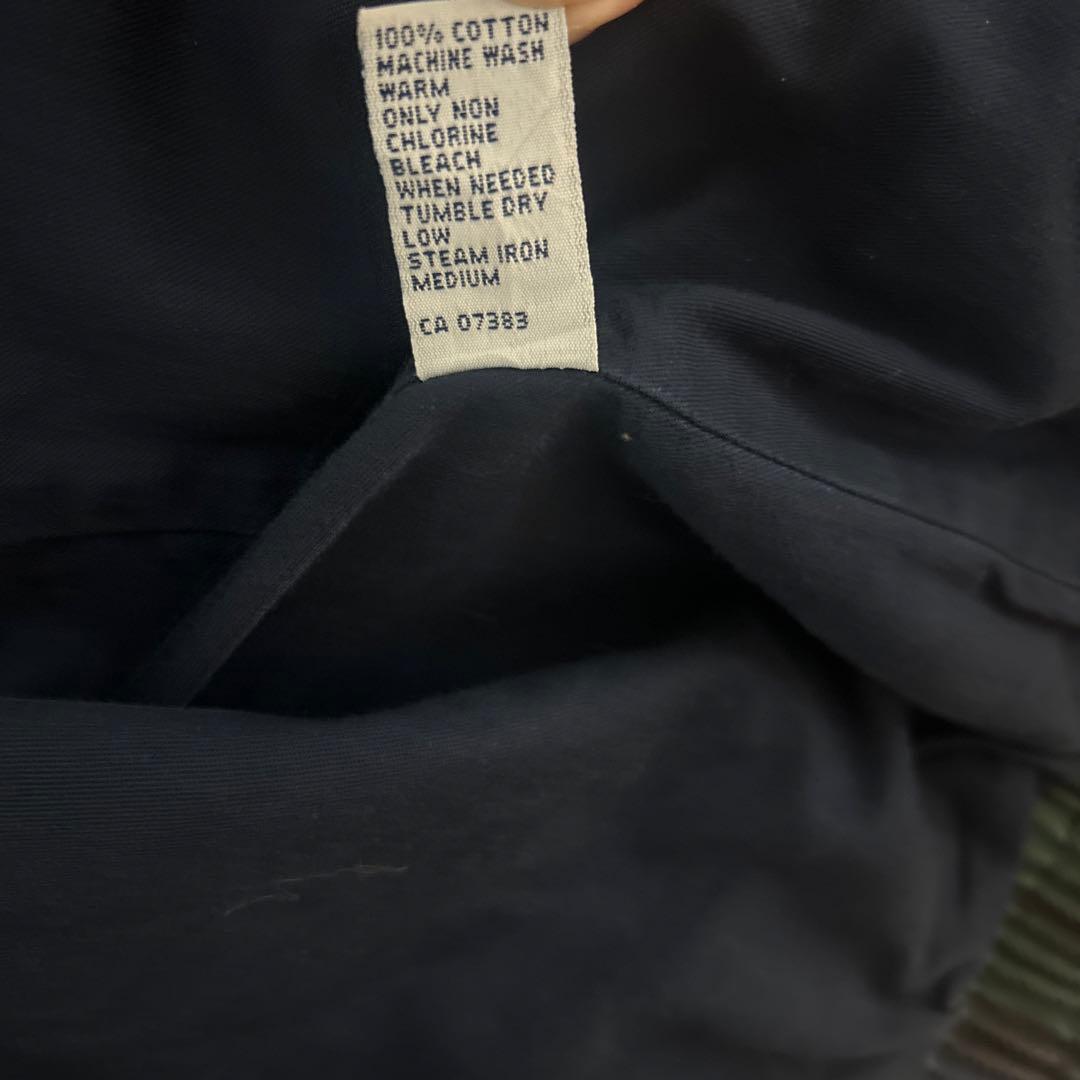 100% COTTON
MACHINE WASH
WARM
ONLY NON
CHLORINE
BLEACH
WHEN NEEDED
TUMBLE DRY
LOW
STEAM IRON
MEDIUM
CA 07383